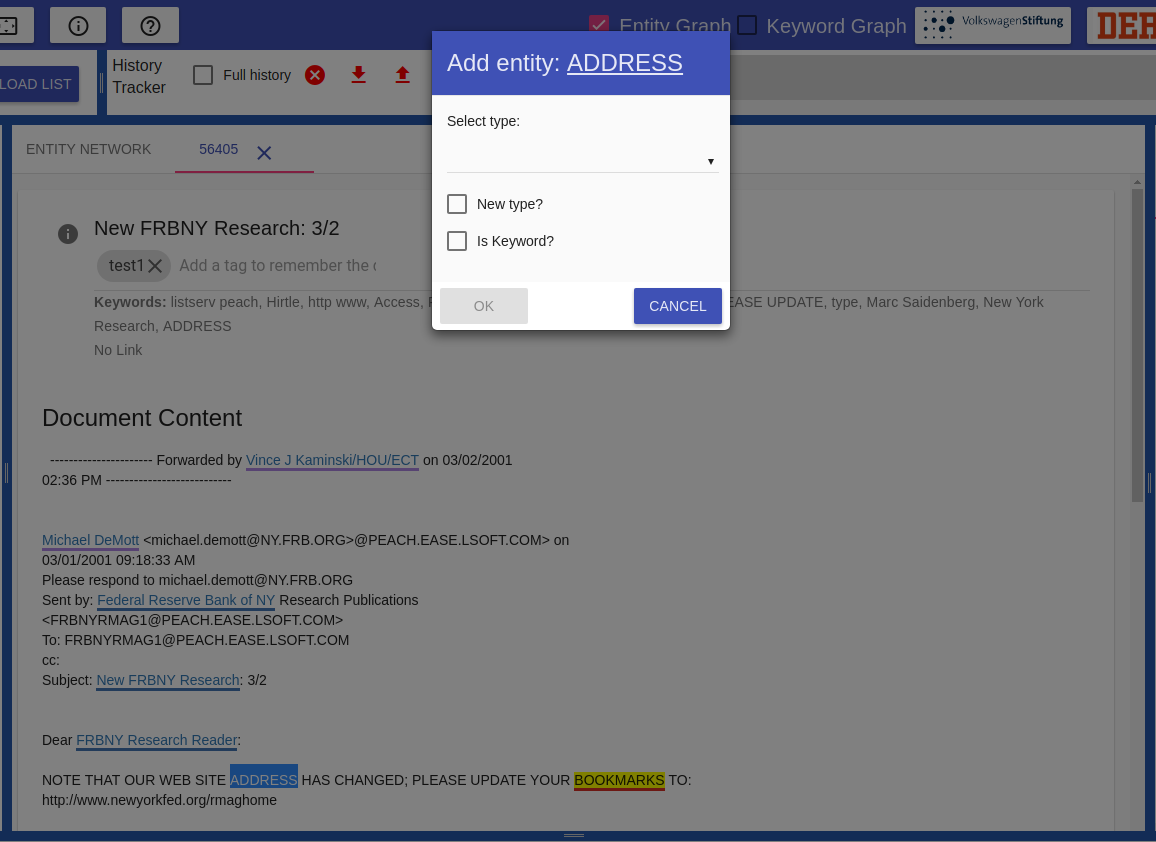 Entity Graph
Keyword Graph
VolkswagenStiftung
LOAD LIST
History
Tracker
Full history
Add entity: ADDRESS
Select type:
New type?
Is Keyword?
OK
CANCEL
ENTITY NETWORK
56405
New FRBNY Research: 3/2
test1
Add a tag to remember the
Keywords: listserv peach, Hirtle, http www, Access,
EASE UPDATE, type, Marc Saidenberg, New York
Research, ADDRESS
No Link
Document Content
---------------------- Forwarded by Vince J Kaminski/HOU/ECT on 03/02/2001
02:36 PM ---------------------------
Michael DeMott <michael.demott@NY.FRB.ORG>@PEACH.EASE.LSOFT.COM> on
03/01/2001 09:18:33 AM
Please respond to michael.demott@NY.FRB.ORG
Sent by: Federal Reserve Bank of NY Research Publications
<FRBNYRMAG1@PEACH.EASE.LSOFT.COM>
To: FRBNYRMAG1@PEACH.EASE.LSOFT.COM
cc:
Subject: New FRBNY Research: 3/2
Dear FRBNY Research Reader:
NOTE THAT OUR WEB SITE ADDRESS HAS CHANGED; PLEASE UPDATE YOUR BOOKMARKS TO:
http://www.newyorkfed.org/rmaghome